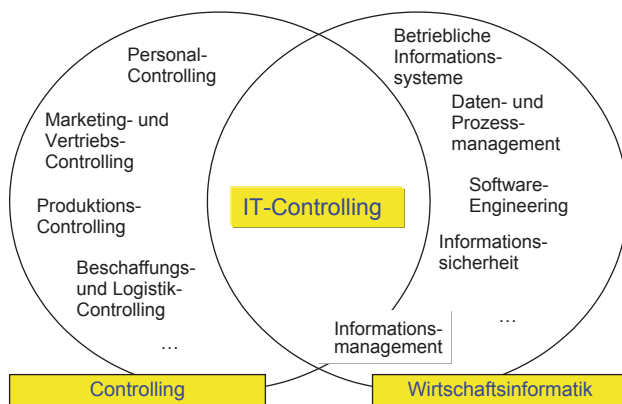 Personal-
Controlling
Marketing- und
Vertriebs-
Controlling
Produktions-
Controlling
Beschaffungs-
und Logistik-
Controlling
…
Controlling
IT-Controlling
Betriebliche
Informations-
systeme
Daten- und
Prozess-
management
Software-
Engineering
Informations-
sicherheit
…
Informations-
management
Wirtschaftsinformatik